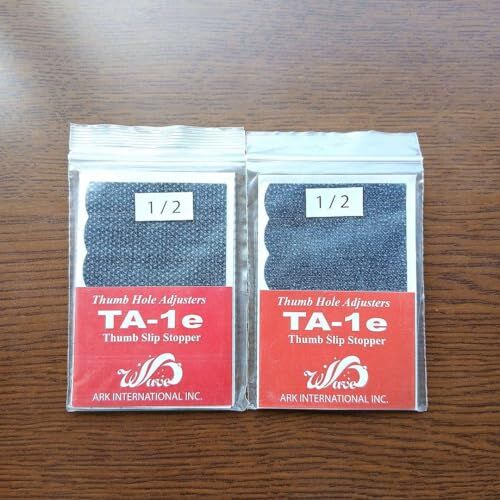 1 / 2
Thumb Hole Adjusters
TA-1e
Thumb Slip Stopper
Wave
ARK INTERNATIONAL INC.
1 / 2
Thumb Hole Adjusters
TA-1e
Thumb Slip Stopper
Wave
ARK INTERNATIONAL INC.